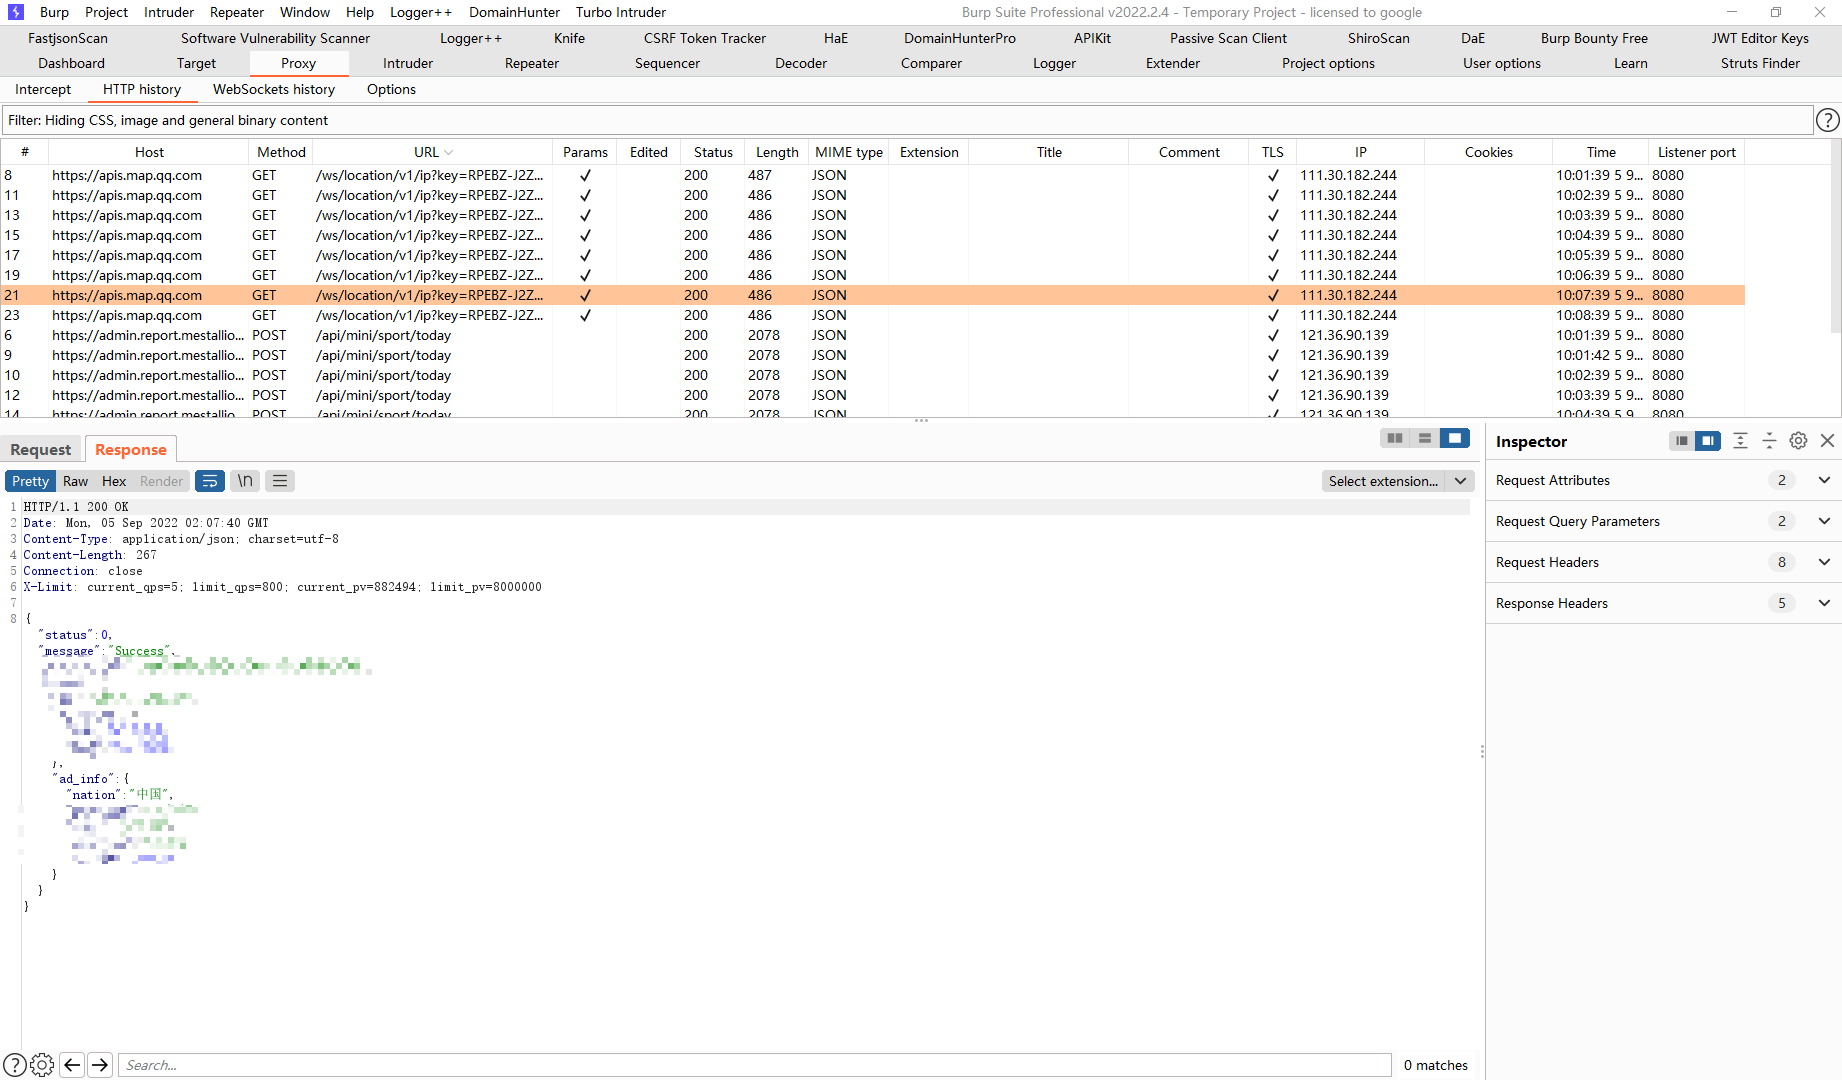 Burp Project Intruder Repeater Window Help Logger++ DomainHunter Turbo Intruder Burp Suite Professional v2022.2.4 - Temporary Project - licensed to google
FastjsonScan Software Vulnerability Scanner Logger++ Knife CSRF Token Tracker HaE DomainHunterPro APIKit Passive Scan Client ShiroScan DaE Burp Bounty Free JWT Editor Keys
Dashboard Target Proxy Intruder Repeater Sequencer Decoder Comparer Logger Extender Project options User options Learn Struts Finder
Intercept HTTP history WebSockets history Options
Filter: Hiding CSS, image and general binary content ?
# Host Method URL Params Edited Status Length MIME type Extension Title Comment TLS IP Cookies Time Listener port
8 https://apis.map.qq.com GET /ws/location/v1/ip?key=RPEBZ-J2Z... ✓ 200 487 JSON ✓ 111.30.182.244 10:01:39 5 9... 8080
11 https://apis.map.qq.com GET /ws/location/v1/ip?key=RPEBZ-J2Z... ✓ 200 486 JSON ✓ 111.30.182.244 10:02:39 5 9... 8080
13 https://apis.map.qq.com GET /ws/location/v1/ip?key=RPEBZ-J2Z... ✓ 200 486 JSON ✓ 111.30.182.244 10:03:39 5 9... 8080
15 https://apis.map.qq.com GET /ws/location/v1/ip?key=RPEBZ-J2Z... ✓ 200 486 JSON ✓ 111.30.182.244 10:04:39 5 9... 8080
17 https://apis.map.qq.com GET /ws/location/v1/ip?key=RPEBZ-J2Z... ✓ 200 486 JSON ✓ 111.30.182.244 10:05:39 5 9... 8080
19 https://apis.map.qq.com GET /ws/location/v1/ip?key=RPEBZ-J2Z... ✓ 200 486 JSON ✓ 111.30.182.244 10:06:39 5 9... 8080
21 https://apis.map.qq.com GET /ws/location/v1/ip?key=RPEBZ-J2Z... ✓ 200 486 JSON ✓ 111.30.182.244 10:07:39 5 9... 8080
23 https://apis.map.qq.com GET /ws/location/v1/ip?key=RPEBZ-J2Z... ✓ 200 486 JSON ✓ 111.30.182.244 10:08:39 5 9... 8080
6 https://admin.report.mestallio... POST /api/mini/sport/today 200 2078 JSON ✓ 121.36.90.139 10:01:39 5 9... 8080
9 https://admin.report.mestallio... POST /api/mini/sport/today 200 2078 JSON ✓ 121.36.90.139 10:01:42 5 9... 8080
10 https://admin.report.mestallio... POST /api/mini/sport/today 200 2078 JSON ✓ 121.36.90.139 10:02:39 5 9... 8080
12 https://admin.report.mestallio... POST /api/mini/sport/today 200 2078 JSON ✓ 121.36.90.139 10:03:39 5 9... 8080
14 https://admin.report.mestallio... POST /api/mini/sport/today 200 2078 JSON ✓ 121.36.90.139 10:04:39 5 9... 8080
Request Response
Pretty Raw Hex Render \n Select extension...
1 HTTP/1.1 200 OK
2 Date: Mon, 05 Sep 2022 02:07:40 GMT
3 Content-Type: application/json; charset=utf-8
4 Content-Length: 267
5 Connection: close
6 X-Limit: current_qps=5; limit_qps=800; current_pv=882494; limit_pv=8000000
7
8 {
"status":0,
"message":"Success",
},
"ad_info":{
"nation":"中国",
}
}
}
Inspector
Request Attributes 2
Request Query Parameters 2
Request Headers 8
Response Headers 5
? Search... 0 matches